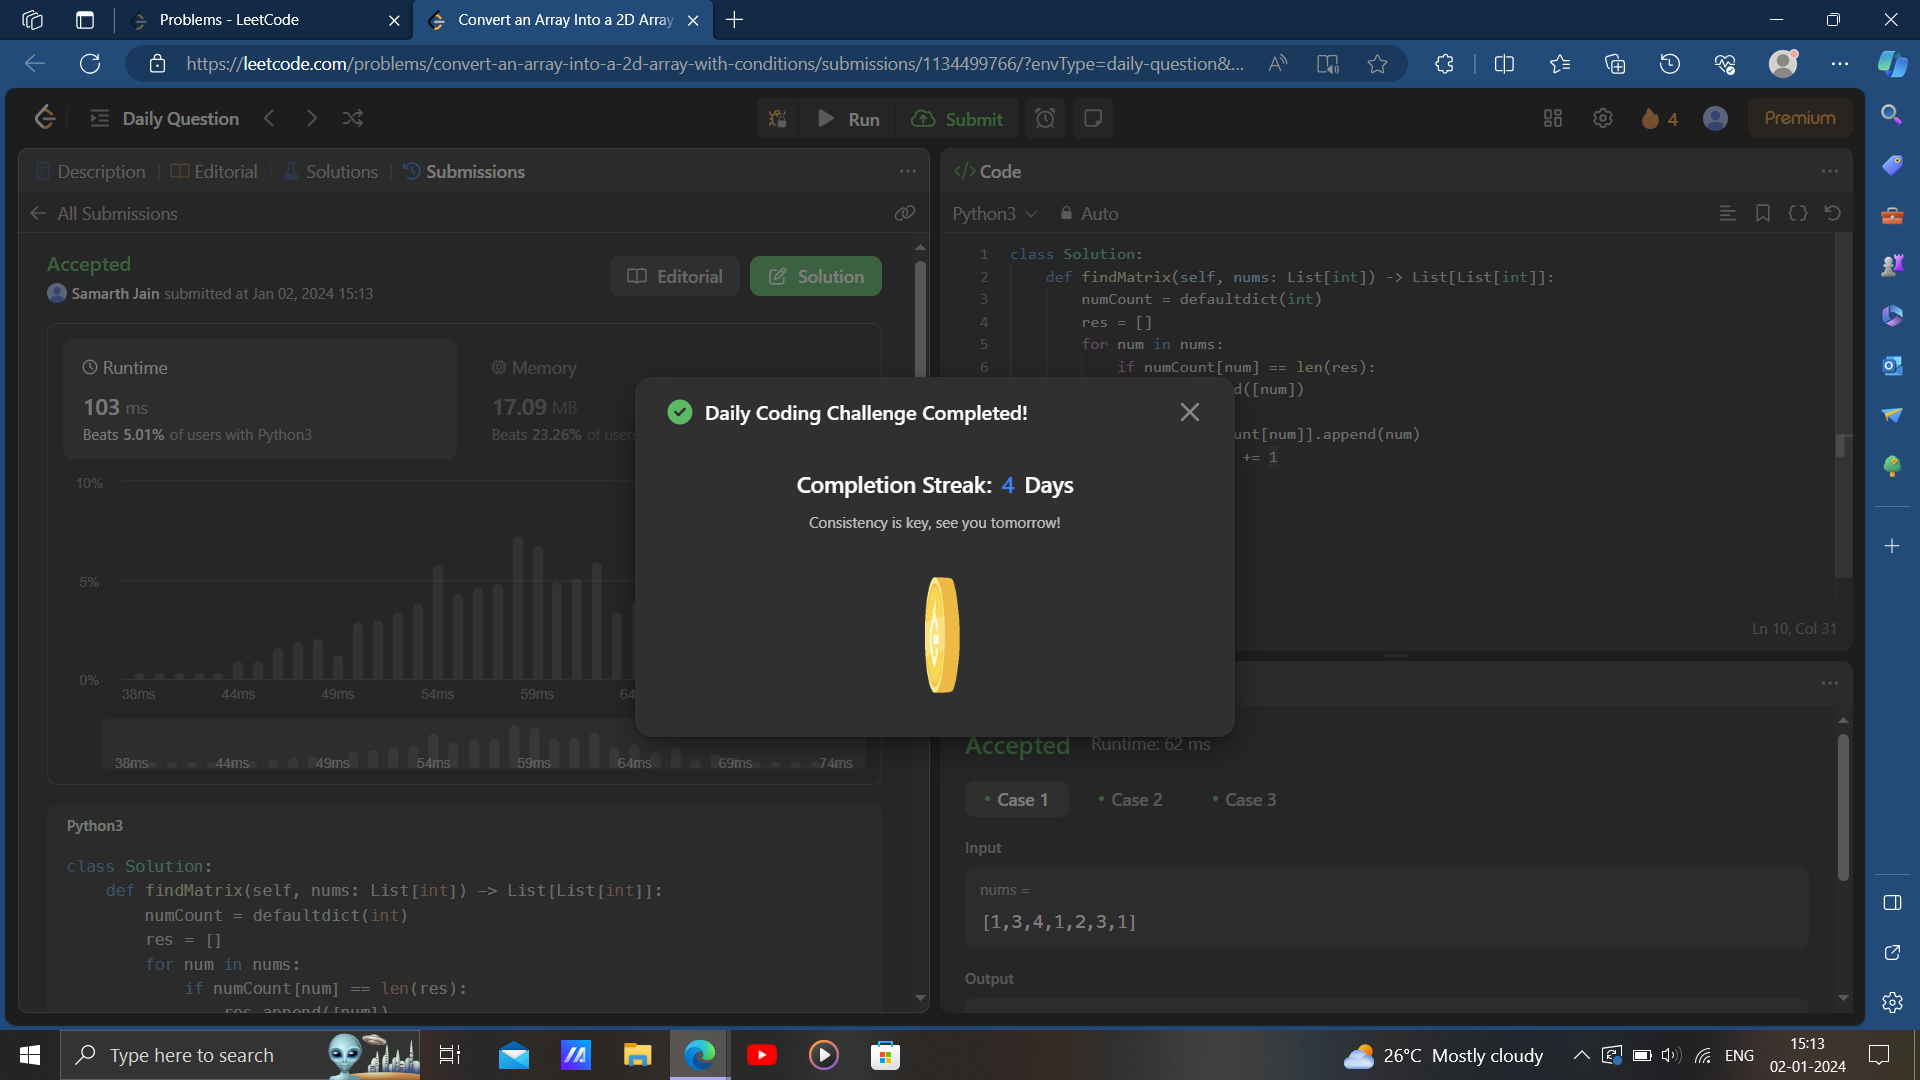 Problems - LeetCode
Convert an Array Into a 2D Array
https://leetcode.com/problems/convert-an-array-into-a-2d-array-with-conditions/submissions/1134499766/?envType=daily-question&...
Daily Question
Run
Submit
4
Premium
Description
Editorial
Solutions
Submissions
All Submissions
Accepted
Samarth Jain submitted at Jan 02, 2024 15:13
Editorial
Solution
Runtime
103 ms
Beats 5.01% of users with Python3
Memory
17.09 MB
Beats 23.26% of users
10%
5%
0%
38ms 44ms 49ms 54ms 59ms 64
38ms 44ms 49ms 54ms 59ms 64ms 69ms 74ms
Python3
class Solution:
def findMatrix(self, nums: List[int]) -> List[List[int]]:
numCount = defaultdict(int)
res = []
for num in nums:
if numCount[num] == len(res):
res.append([num])
Daily Coding Challenge Completed!
Completion Streak: 4 Days
Consistency is key, see you tomorrow!
</> Code
Python3
Auto
1 class Solution:
2 def findMatrix(self, nums: List[int]) -> List[List[int]]:
3 numCount = defaultdict(int)
4 res = []
5 for num in nums:
6 if numCount[num] == len(res):
d([num])
unt[num]].append(num)
+= 1
Ln 10, Col 31
Accepted
Runtime: 62 ms
Case 1
Case 2
Case 3
Input
nums =
[1,3,4,1,2,3,1]
Output
Type here to search
26°C Mostly cloudy
ENG
15:13
02-01-2024